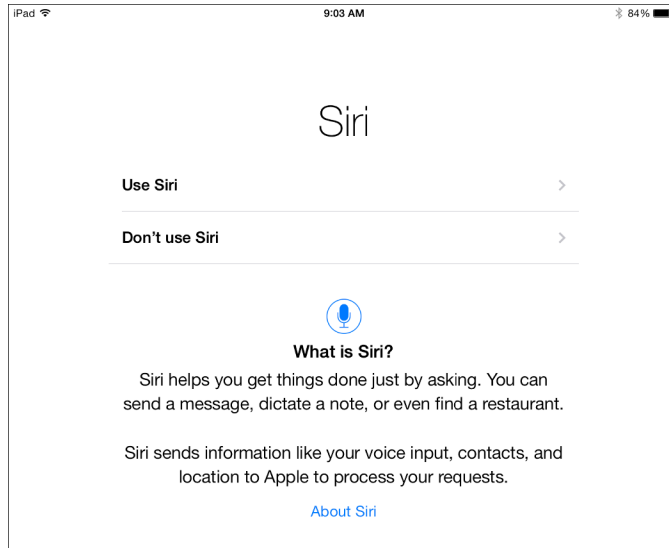 iPad 9:03 AM 84%
Siri
Use Siri
Don’t use Siri
What is Siri?
Siri helps you get things done just by asking. You can
send a message, dictate a note, or even find a restaurant.
Siri sends information like your voice input, contacts, and
location to Apple to process your requests.
About Siri